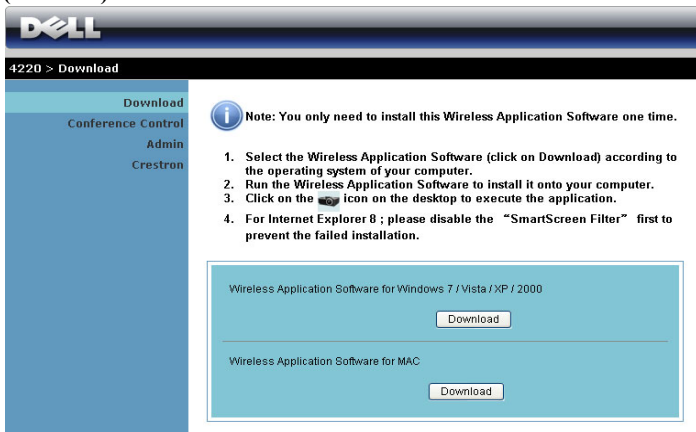 DELL
4220 > Download
Download
Conference Control
Admin
Crestron
Note: You only need to install this Wireless Application Software one time.
1. Select the Wireless Application Software (click on Download) according to
the operating system of your computer.
2. Run the Wireless Application Software to install it onto your computer.
3. Click on the icon on the desktop to execute the application.
4. For Internet Explorer 8 ; please disable the “SmartScreen Filter” first to
prevent the failed installation.
Wireless Application Software for Windows 7 / Vista / XP / 2000
Download
Wireless Application Software for MAC
Download